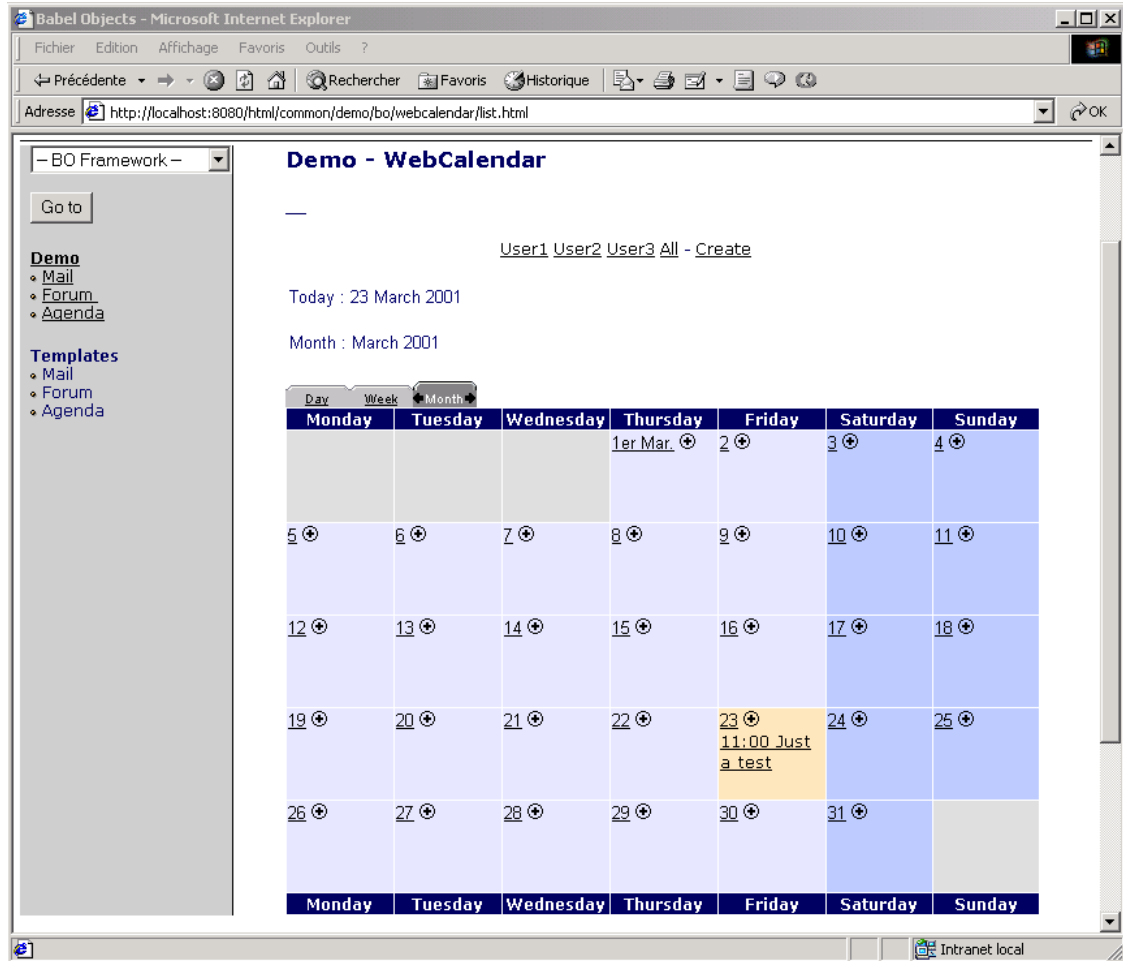 Babel Objects - Microsoft Internet Explorer
Fichier Edition Affichage Favoris Outils ?
Précédente Rechercher Favoris Historique
Adresse http://localhost:8080/html/common/demo/bo/webcalendar/list.html OK
-- BO Framework --
Go to
Demo
Mail
Forum
Agenda
Templates
Mail
Forum
Agenda
Demo - WebCalendar
User1 User2 User3 All - Create
Today : 23 March 2001
Month : March 2001
Day Week Month
Monday Tuesday Wednesday Thursday Friday Saturday Sunday
1er Mar. 2 3 4
5 6 7 8 9 10 11
12 13 14 15 16 17 18
19 20 21 22 23 24 25
11:00 Just
a test
26 27 28 29 30 31
Monday Tuesday Wednesday Thursday Friday Saturday Sunday
Intranet local